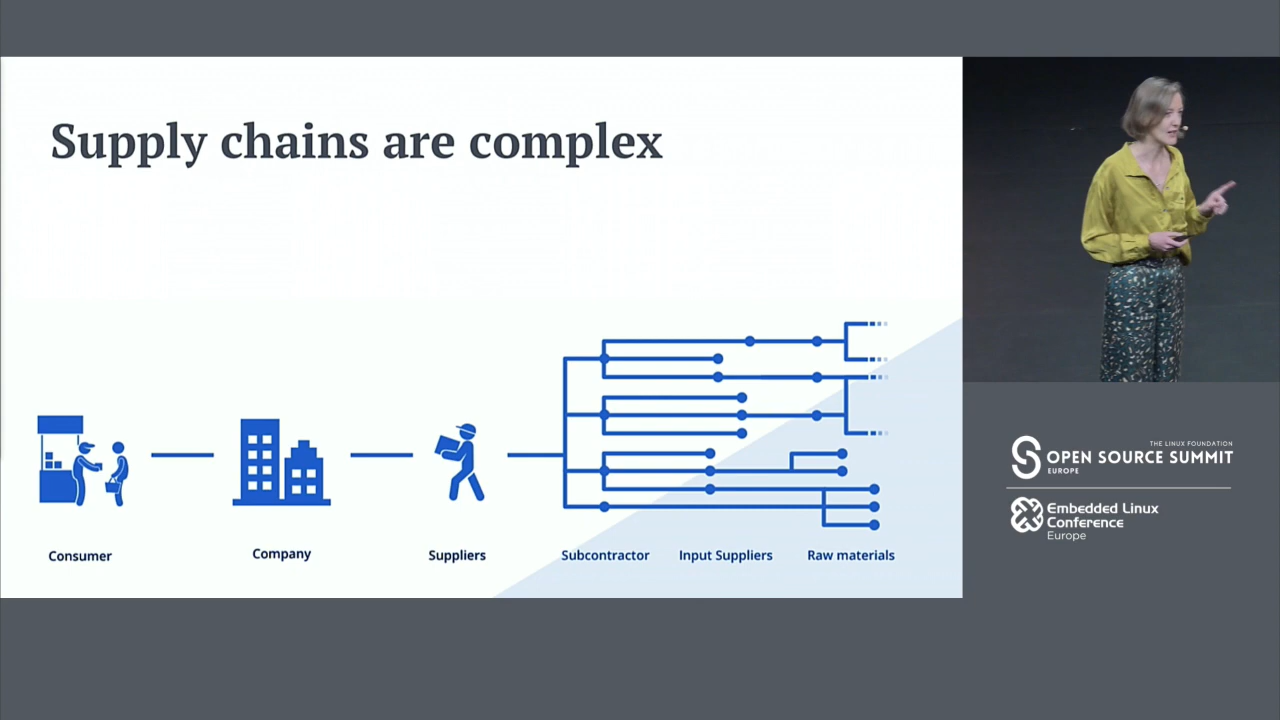 Supply chains are complex
Consumer
Company
Suppliers
Subcontractor
Input Suppliers
Raw materials
THE LINUX FOUNDATION
OPEN SOURCE SUMMIT
EUROPE
Embedded Linux
Conference
Europe